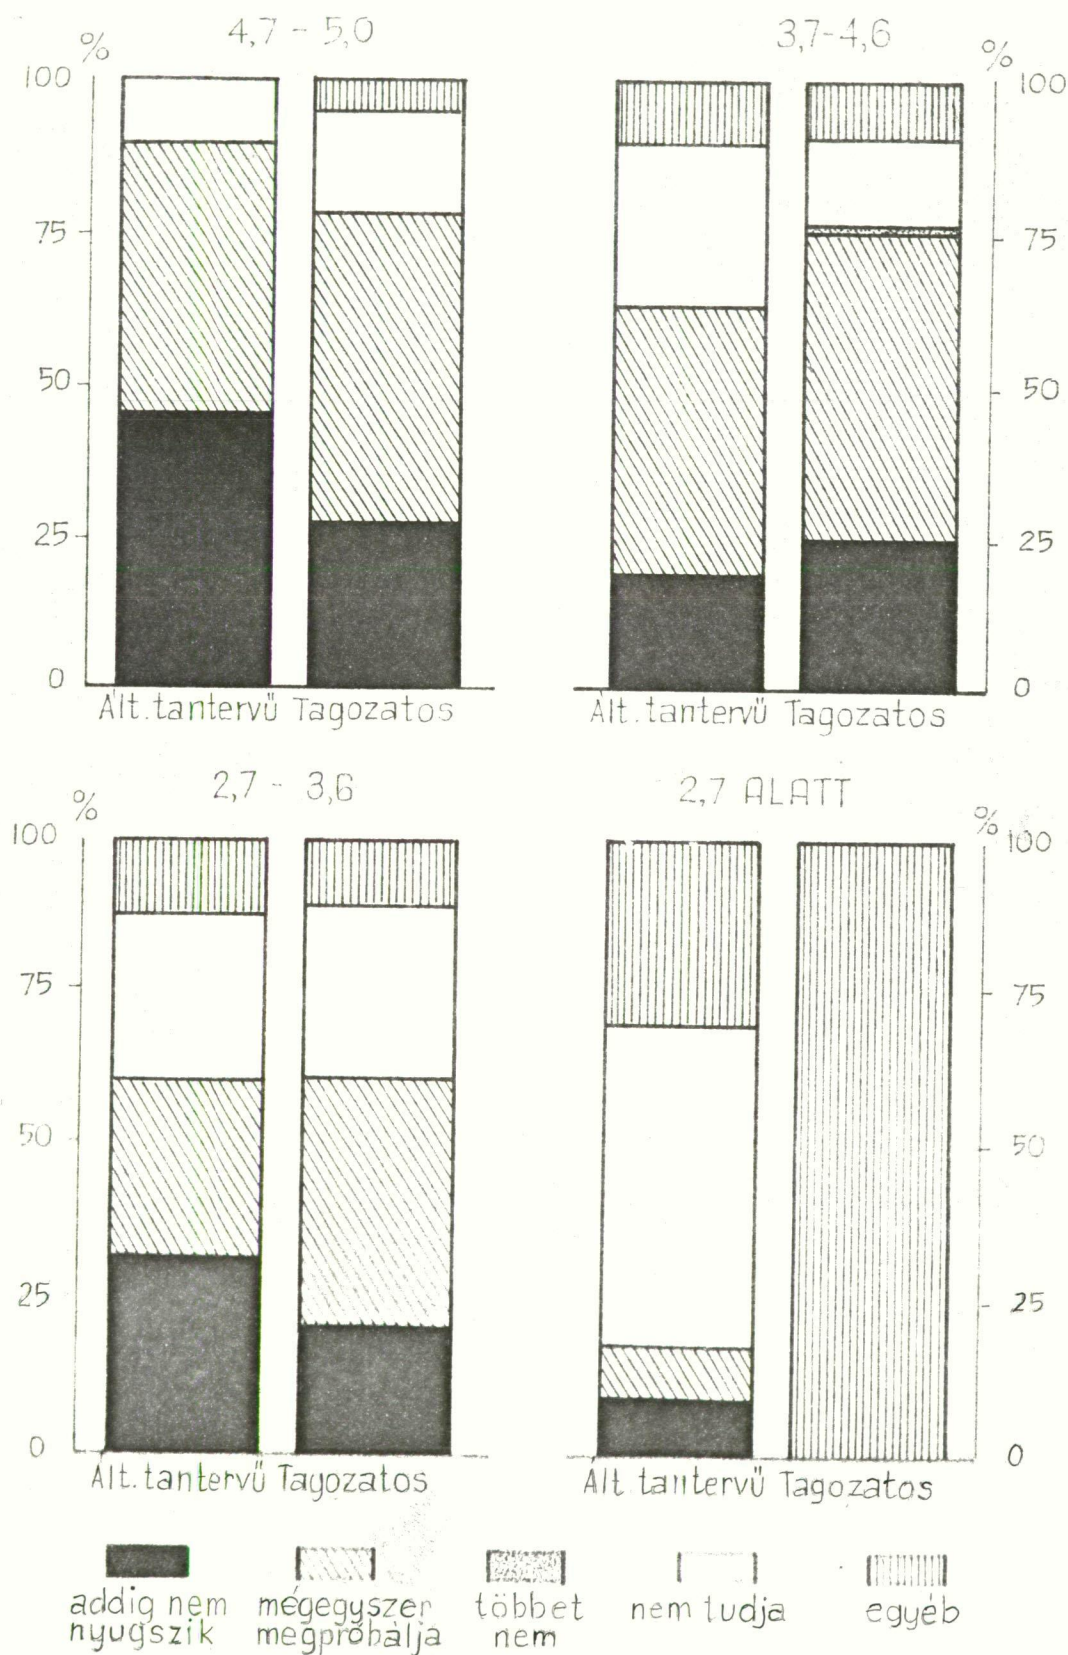 4,7 - 5,0
%
100
75
50
25
0
Ált. tantervű Tagozatos
3,7-4,6
%
100
75
50
25
0
Ált. tantervű Tagozatos
2,7 - 3,6
%
100
75
50
25
0
Ált. tantervű Tagozatos
2,7 ALATT
%
100
75
50
25
0
Ált. tantervű Tagozatos
addig nem
nyugszik
mégegyszer
megpróbálja
többet
nem
nem tudja
egyéb